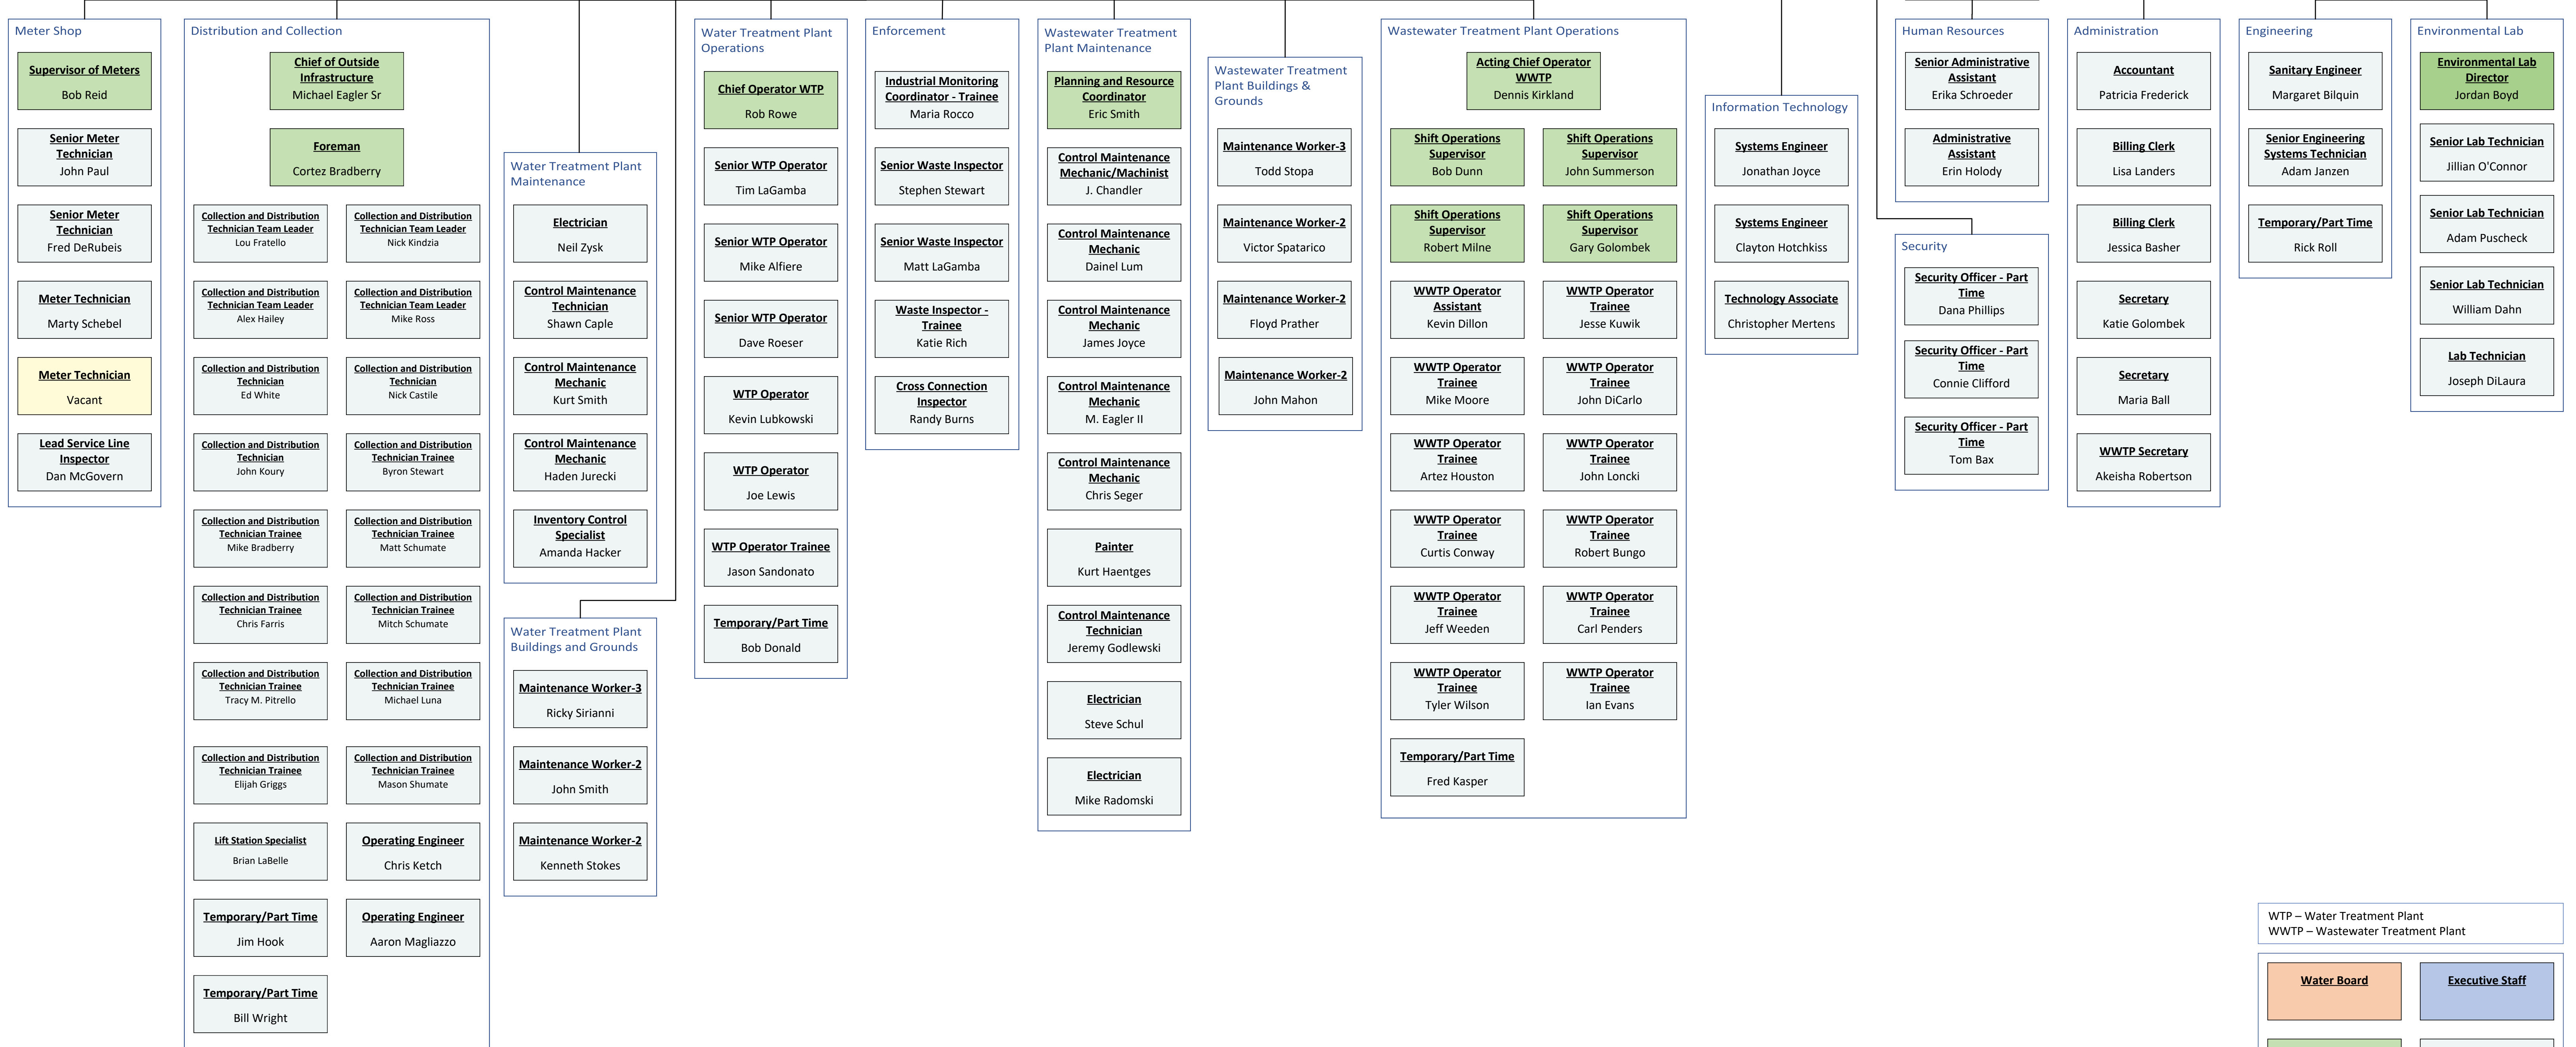 Meter Shop
Supervisor of Meters
Bob Reid
Senior Meter
Technician
John Paul
Senior Meter
Technician
Fred DeRubeis
Meter Technician
Marty Schebel
Meter Technician
Vacant
Lead Service Line
Inspector
Dan McGovern
Distribution and Collection
Chief of Outside
Infrastructure
Michael Eagler Sr
Foreman
Cortez Bradberry
Collection and Distribution
Technician Team Leader
Lou Fratello
Collection and Distribution
Technician Team Leader
Nick Kindzia
Collection and Distribution
Technician Team Leader
Alex Hailey
Collection and Distribution
Technician Team Leader
Mike Ross
Collection and Distribution
Technician
Ed White
Collection and Distribution
Technician
Nick Castile
Collection and Distribution
Technician
John Koury
Collection and Distribution
Technician Trainee
Byron Stewart
Collection and Distribution
Technician Trainee
Mike Bradberry
Collection and Distribution
Technician Trainee
Matt Schumate
Collection and Distribution
Technician Trainee
Chris Farris
Collection and Distribution
Technician Trainee
Mitch Schumate
Collection and Distribution
Technician Trainee
Tracy M. Pitrello
Collection and Distribution
Technician Trainee
Michael Luna
Collection and Distribution
Technician Trainee
Elijah Griggs
Collection and Distribution
Technician Trainee
Mason Shumate
Lift Station Specialist
Brian LaBelle
Operating Engineer
Chris Ketch
Temporary/Part Time
Jim Hook
Operating Engineer
Aaron Magliazzo
Temporary/Part Time
Bill Wright
Water Treatment Plant
Maintenance
Electrician
Neil Zysk
Control Maintenance
Technician
Shawn Caple
Control Maintenance
Mechanic
Kurt Smith
Control Maintenance
Mechanic
Haden Jurecki
Inventory Control
Specialist
Amanda Hacker
Water Treatment Plant
Buildings and Grounds
Maintenance Worker-3
Ricky Sirianni
Maintenance Worker-2
John Smith
Maintenance Worker-2
Kenneth Stokes
Water Treatment Plant
Operations
Chief Operator WTP
Rob Rowe
Senior WTP Operator
Tim LaGamba
Senior WTP Operator
Mike Alfiere
Senior WTP Operator
Dave Roeser
WTP Operator
Kevin Lubkowski
WTP Operator
Joe Lewis
WTP Operator Trainee
Jason Sandonato
Temporary/Part Time
Bob Donald
Enforcement
Industrial Monitoring
Coordinator - Trainee
Maria Rocco
Senior Waste Inspector
Stephen Stewart
Senior Waste Inspector
Matt LaGamba
Waste Inspector -
Trainee
Katie Rich
Cross Connection
Inspector
Randy Burns
Wastewater Treatment
Plant Maintenance
Planning and Resource
Coordinator
Eric Smith
Control Maintenance
Mechanic/Machinist
J. Chandler
Control Maintenance
Mechanic
Dainel Lum
Control Maintenance
Mechanic
James Joyce
Control Maintenance
Mechanic
M. Eagler II
Control Maintenance
Mechanic
Chris Seger
Painter
Kurt Haentges
Control Maintenance
Technician
Jeremy Godlewski
Electrician
Steve Schul
Electrician
Mike Radomski
Wastewater Treatment
Plant Buildings &
Grounds
Maintenance Worker-3
Todd Stopa
Maintenance Worker-2
Victor Spatarico
Maintenance Worker-2
Floyd Prather
Maintenance Worker-2
John Mahon
Wastewater Treatment Plant Operations
Acting Chief Operator
WWTP
Dennis Kirkland
Shift Operations
Supervisor
Bob Dunn
Shift Operations
Supervisor
John Summerson
Shift Operations
Supervisor
Robert Milne
Shift Operations
Supervisor
Gary Golombek
WWTP Operator
Assistant
Kevin Dillon
WWTP Operator
Trainee
Jesse Kuwik
WWTP Operator
Trainee
Mike Moore
WWTP Operator
Trainee
John DiCarlo
WWTP Operator
Trainee
Artez Houston
WWTP Operator
Trainee
John Loncki
WWTP Operator
Trainee
Curtis Conway
WWTP Operator
Trainee
Robert Bungo
WWTP Operator
Trainee
Jeff Weeden
WWTP Operator
Trainee
Carl Penders
WWTP Operator
Trainee
Tyler Wilson
WWTP Operator
Trainee
Ian Evans
Temporary/Part Time
Fred Kasper
Information Technology
Systems Engineer
Jonathan Joyce
Systems Engineer
Clayton Hotchkiss
Technology Associate
Christopher Mertens
Human Resources
Senior Administrative
Assistant
Erika Schroeder
Administrative
Assistant
Erin Holody
Security
Security Officer - Part
Time
Dana Phillips
Security Officer - Part
Time
Connie Clifford
Security Officer - Part
Time
Tom Bax
Administration
Accountant
Patricia Frederick
Billing Clerk
Lisa Landers
Billing Clerk
Jessica Basher
Secretary
Katie Golombek
Secretary
Maria Ball
WWTP Secretary
Akeisha Robertson
Engineering
Sanitary Engineer
Margaret Bilquin
Senior Engineering
Systems Technician
Adam Janzen
Temporary/Part Time
Rick Roll
Environmental Lab
Environmental Lab
Director
Jordan Boyd
Senior Lab Technician
Jillian O'Connor
Senior Lab Technician
Adam Puscheck
Senior Lab Technician
William Dahn
Lab Technician
Joseph DiLaura
WTP – Water Treatment Plant
WWTP – Wastewater Treatment Plant
Water Board
Executive Staff